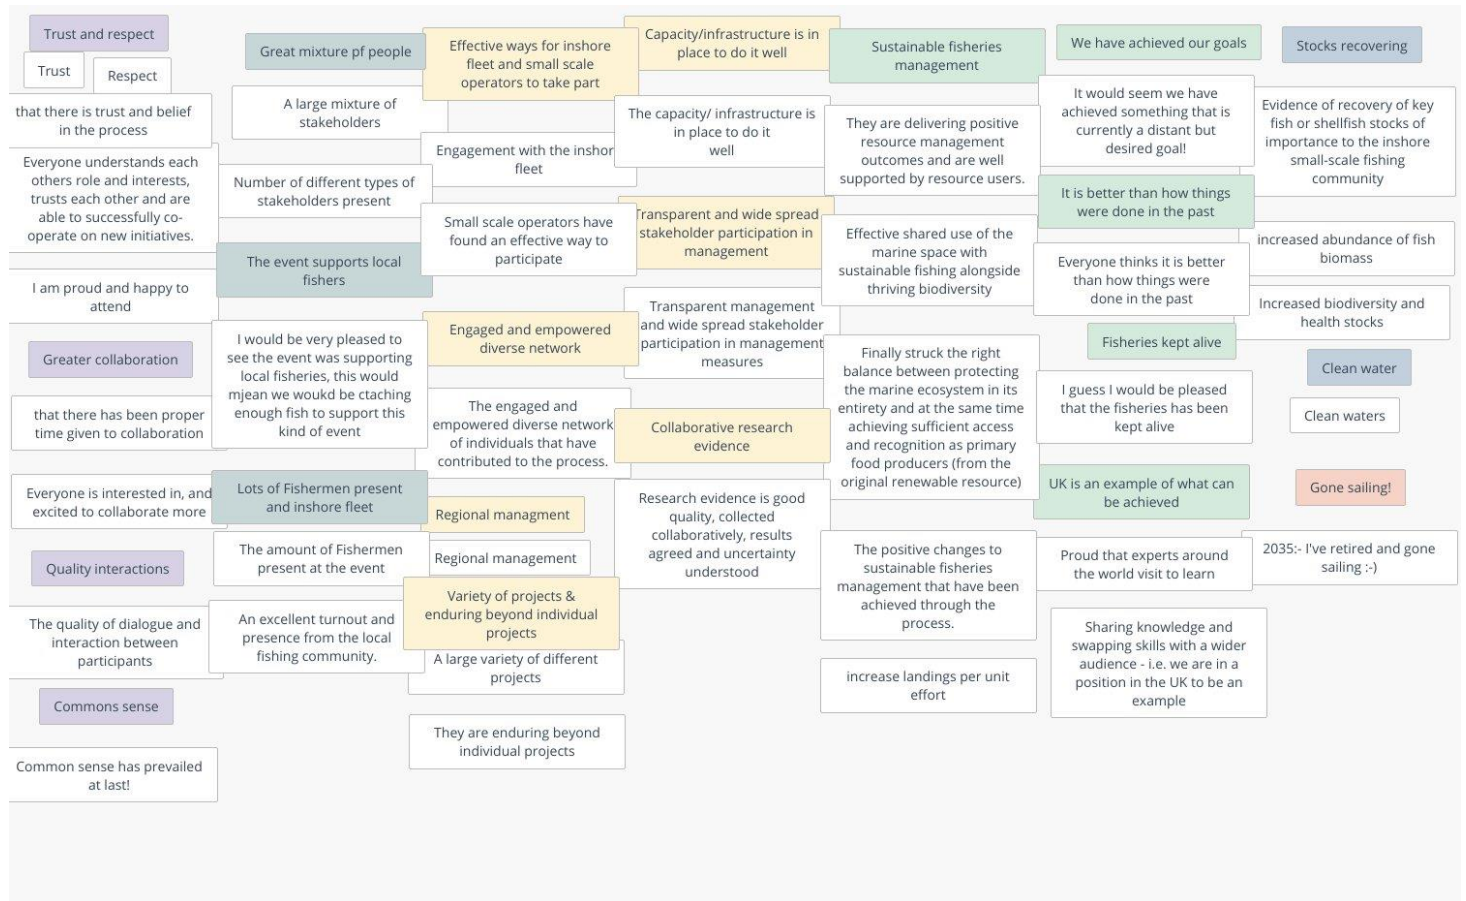 Trust and respect
Trust
Respect
that there is trust and belief
in the process
Everyone understands each
others role and interests,
trusts each other and are
able to successfully co-
operate on new initiatives.
I am proud and happy to
attend
Greater collaboration
that there has been proper
time given to collaboration
Everyone is interested in, and
excited to collaborate more
Quality interactions
The quality of dialogue and
interaction between
participants
Commons sense
Common sense has prevailed
at last!
Great mixture pf people
A large mixture of
stakeholders
Number of different types of
stakeholders present
The event supports local
fishers
I would be very pleased to
see the event was supporting
local fisheries, this would
mjean we woukd be ctaching
enough fish to support this
kind of event
Lots of Fishermen present
and inshore fleet
The amount of Fishermen
present at the event
An excellent turnout and
presence from the local
fishing community.
Effective ways for inshore
fleet and small scale
operators to take part
Engagement with the inshor
fleet
Small scale operators have
found an effective way to
participate
Engaged and empowered
diverse network
The engaged and
empowered diverse network
of individuals that have
contributed to the process.
Regional managment
Regional management
Variety of projects &
enduring beyond individual
projects
A large variety of different
projects
They are enduring beyond
individual projects
Capacity/infrastructure is in
place to do it well
The capacity/ infrastructure is
in place to do it
well
Transparent and wide spread
stakeholder participation in
management
Transparent management
and wide spread stakeholder
participation in management
measures
Collaborative research
evidence
Research evidence is good
quality, collected
collaboratively, results
agreed and uncertainty
understood
Sustainable fisheries
management
They are delivering positive
resource management
outcomes and are well
supported by resource users.
Effective shared use of the
marine space with
sustainable fishing alongside
thriving biodiversity
Finally struck the right
balance between protecting
the marine ecosystem in its
entirety and at the same time
achieving sufficient access
and recognition as primary
food producers (from the
original renewable resource)
The positive changes to
sustainable fisheries
management that have been
achieved through the
process.
increase landings per unit
effort
We have achieved our goals
It would seem we have
achieved something that is
currently a distant but
desired goal!
It is better than how things
were done in the past
Everyone thinks it is better
than how things were
done in the past
Fisheries kept alive
I guess I would be pleased
that the fisheries has been
kept alive
UK is an example of what can
be achieved
Proud that experts around
the world visit to learn
Sharing knowledge and
swapping skills with a wider
audience - i.e. we are in a
position in the UK to be an
example
Stocks recovering
Evidence of recovery of key
fish or shellfish stocks of
importance to the inshore
small-scale fishing
community
increased abundance of fish
biomass
Increased biodiversity and
health stocks
Clean water
Clean waters
Gone sailing!
2035:- I've retired and gone
sailing :-)